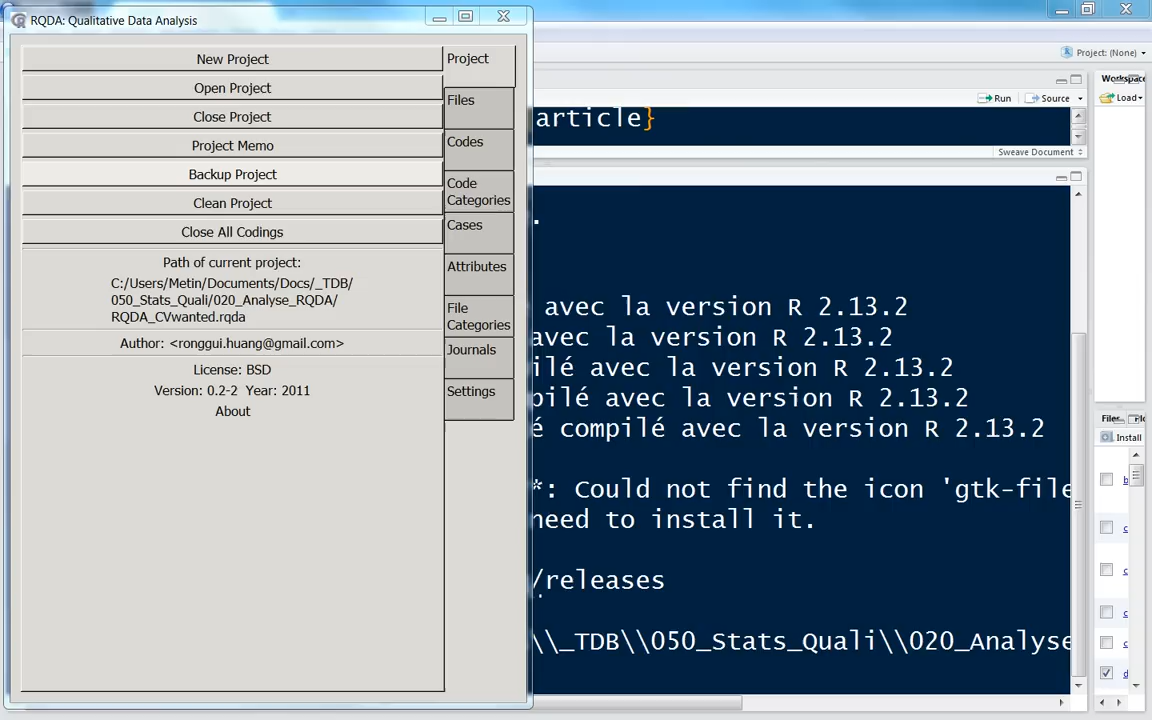 RQDA: Qualitative Data Analysis
New Project
Open Project
Close Project
Project Memo
Backup Project
Clean Project
Close All Codings
Path of current project:
C:/Users/Metin/Documents/Docs/_TDB/
050_Stats_Quali/020_Analyse_RQDA/
RQDA_CVwanted.rqda
Author: <ronggui.huang@gmail.com>
License: BSD
Version: 0.2-2 Year: 2011
About
Project
Files
Codes
Code
Categories
Cases
Attributes
File
Categories
Journals
Settings
Project: (None)
Run
Source
article}
Sweave Document
.
avec la version R 2.13.2
avec la version R 2.13.2
ilé avec la version R 2.13.2
pilé avec la version R 2.13.2
é compilé avec la version R 2.13.2
*: Could not find the icon 'gtk-file
need to install it.
/releases
\\_TDB\\050_Stats_Quali\\020_Analyse
Workspace
Load
Install